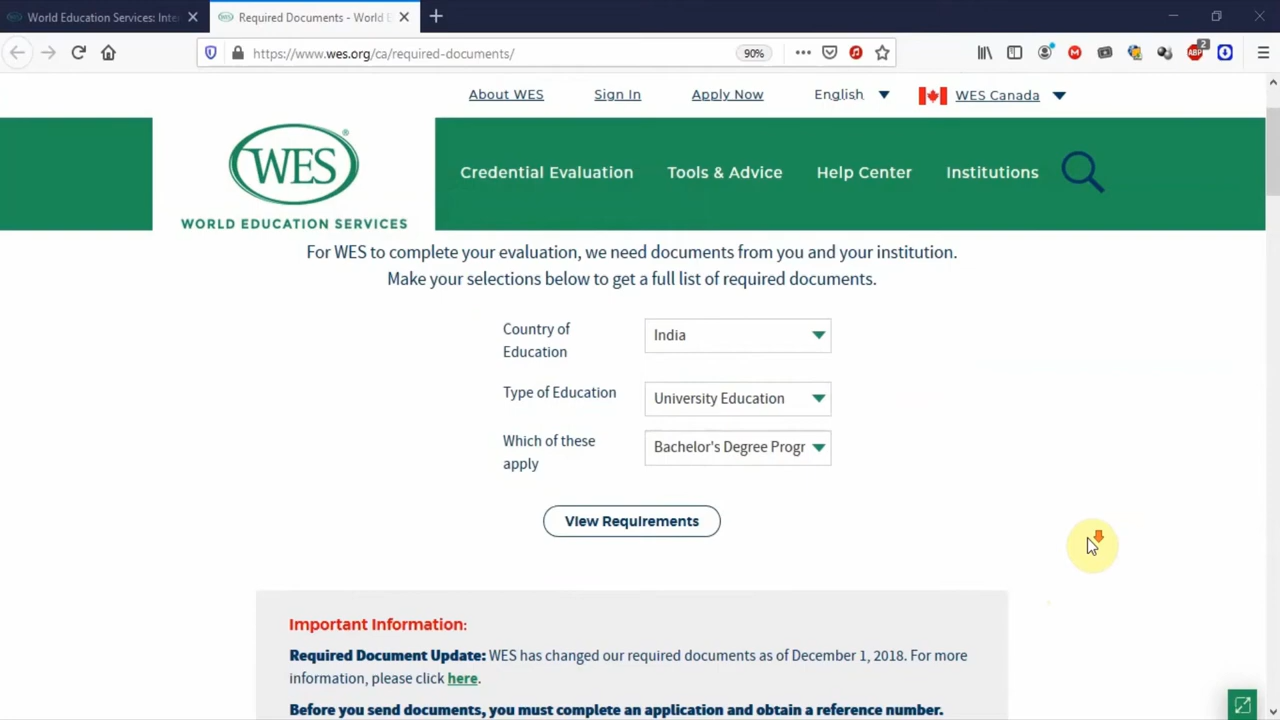 World Education Services: Inte
Required Documents - World E
https://www.wes.org/ca/required-documents/
90%
ABP
2
About WES
Sign In
Apply Now
English
WES Canada
WES
WORLD EDUCATION SERVICES
Credential Evaluation
Tools & Advice
Help Center
Institutions
For WES to complete your evaluation, we need documents from you and your institution.
Make your selections below to get a full list of required documents.
Country of
Education
India
Type of Education
University Education
Which of these
apply
Bachelor's Degree Progr
View Requirements
Important Information:
Required Document Update: WES has changed our required documents as of December 1, 2018. For more
information, please click here.
Before you send documents, you must complete an application and obtain a reference number.